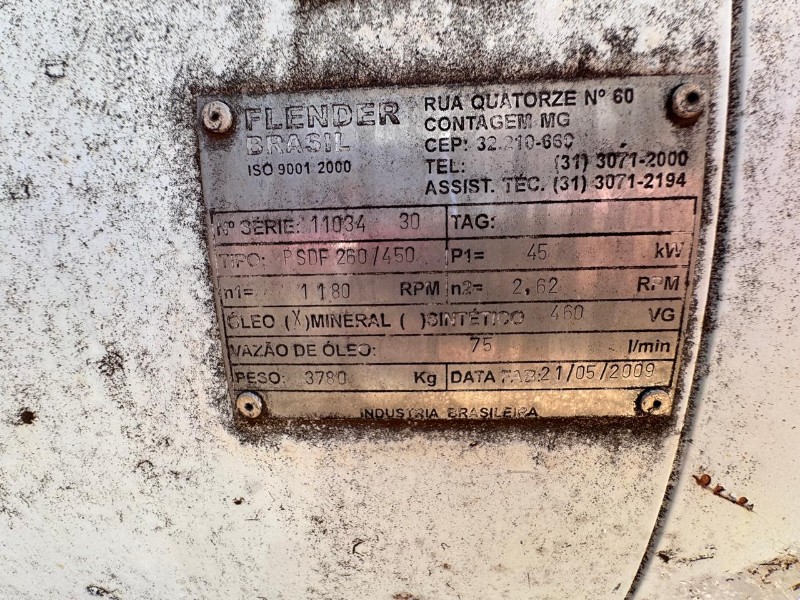 FLENDER
BRASIL
ISO 9001 2000
RUA QUATORZE Nº 60
CONTAGEM MG
CEP: 32.210-660
TEL: (31) 3071-2000
ASSIST. TÉC. (31) 3071-2194
Nº SÉRIE: 11034 30 TAG:
TIPO: PSDF 260/450 P1= 45 kW
n1= 1180 RPM n2= 2,62 RPM
ÓLEO (X) MINERAL ( ) SINTÉTICO 460 VG
VAZÃO DE ÓLEO: 75 l/min
PESO: 3780 Kg DATA FAB: 21/05/2009
INDUSTRIA BRASILEIRA